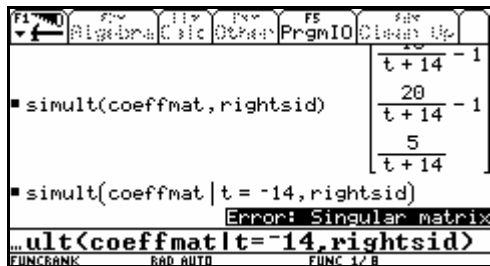 F1 F5
Algebra Calc Other PrgmIO Clean Up
t + 14 - 1
simult(coeffmat, rightsid)
20
t + 14 - 1
5
t + 14
simult(coeffmat | t = -14, rightsid)
Error: Singular matrix
…ult(coeffmat|t=-14,rightsid)
FUNCRANK RAD AUTO FUNC 1/8